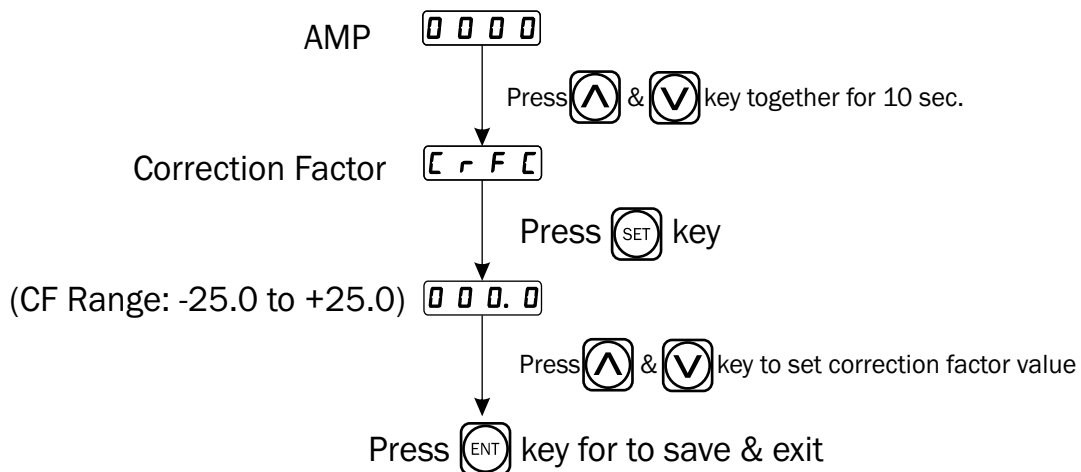 AMP 0000
Press & key together for 10 sec.
Correction Factor CrFC
Press SET key
(CF Range: -25.0 to +25.0) 000.0
Press & key to set correction factor value
Press ENT key for to save & exit